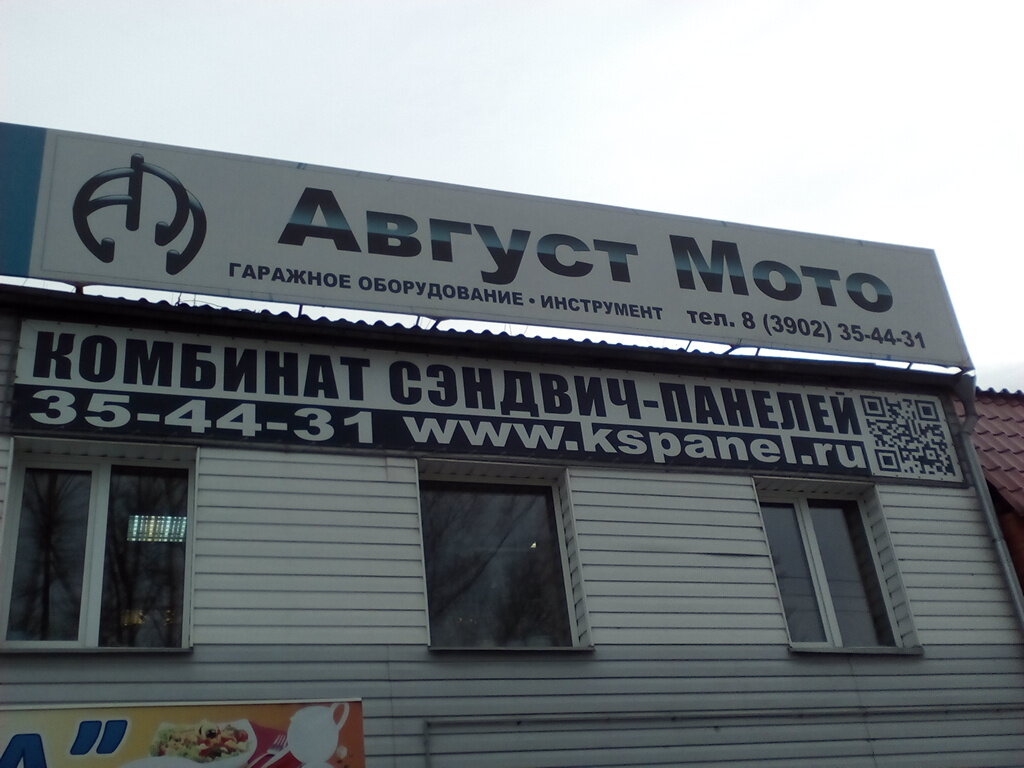 Август Мото
ГАРАЖНОЕ ОБОРУДОВАНИЕ • ИНСТРУМЕНТ тел. 8 (3902) 35-44-31
КОМБИНАТ СЭНДВИЧ-ПАНЕЛЕЙ
35-44-31 www.kspanel.ru